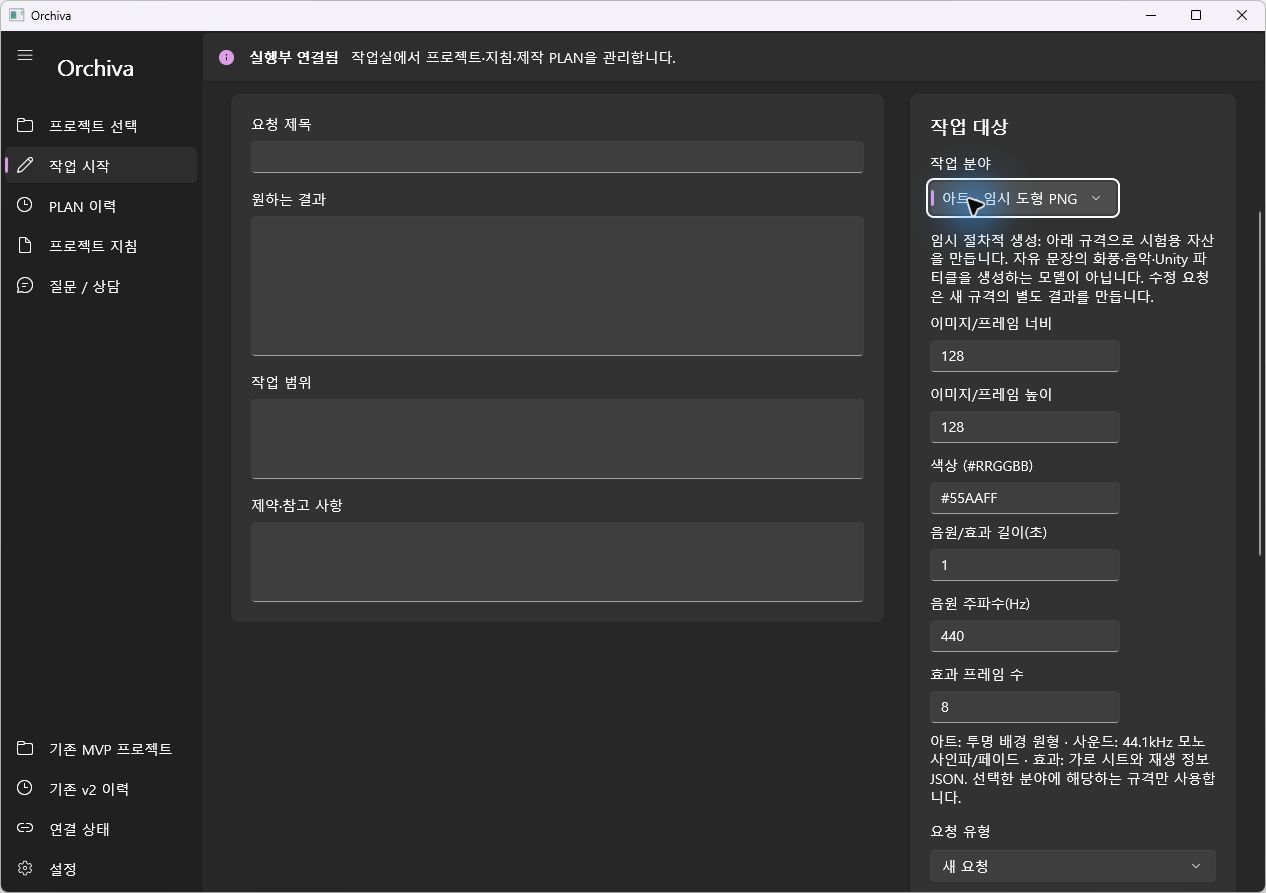 Orchiva
Orchiva
프로젝트 선택
작업 시작
PLAN 이력
프로젝트 지침
질문 / 상담
기존 MVP 프로젝트
기존 v2 이력
연결 상태
설정
실행부 연결됨 작업실에서 프로젝트·지침·제작 PLAN을 관리합니다.
요청 제목
원하는 결과
작업 범위
제약·참고 사항
작업 대상
작업 분야
아트 임시 도형 PNG
임시 절차적 생성: 아래 규격으로 시험용 자산
을 만듭니다. 자유 문장의 화풍·음악·Unity 파
티클을 생성하는 모델이 아닙니다. 수정 요청
은 새 규격의 별도 결과를 만듭니다.
이미지/프레임 너비
128
이미지/프레임 높이
128
색상 (#RRGGBB)
#55AAFF
음원/효과 길이(초)
1
음원 주파수(Hz)
440
효과 프레임 수
8
아트: 투명 배경 원형 · 사운드: 44.1kHz 모노
사인파/페이드 · 효과: 가로 시트와 재생 정보
JSON. 선택한 분야에 해당하는 규격만 사용합
니다.
요청 유형
새 요청